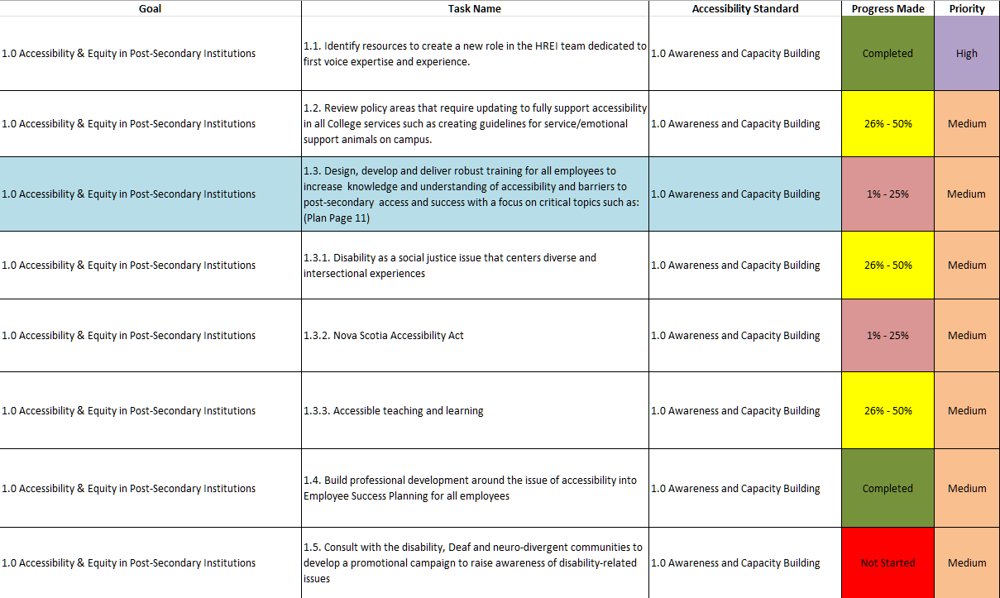 Goal Task Name Accessibility Standard Progress Made Priority
1.0 Accessibility & Equity in Post-Secondary Institutions
1.1. Identify resources to create a new role in the HREI team dedicated to
first voice expertise and experience.
1.0 Awareness and Capacity Building
Completed
High
1.0 Accessibility & Equity in Post-Secondary Institutions
1.2. Review policy areas that require updating to fully support accessibility
in all College services such as creating guidelines for service/emotional
support animals on campus.
1.0 Awareness and Capacity Building
26% - 50%
Medium
1.0 Accessibility & Equity in Post-Secondary Institutions
1.3. Design, develop and deliver robust training for all employees to
increase  knowledge and understanding of accessibility and barriers to
post-secondary  access and success with a focus on critical topics such as:
(Plan Page 11)
1.0 Awareness and Capacity Building
1% - 25%
Medium
1.0 Accessibility & Equity in Post-Secondary Institutions
1.3.1. Disability as a social justice issue that centers diverse and
intersectional experiences
1.0 Awareness and Capacity Building
26% - 50%
Medium
1.0 Accessibility & Equity in Post-Secondary Institutions
1.3.2. Nova Scotia Accessibility Act
1.0 Awareness and Capacity Building
1% - 25%
Medium
1.0 Accessibility & Equity in Post-Secondary Institutions
1.3.3. Accessible teaching and learning
1.0 Awareness and Capacity Building
26% - 50%
Medium
1.0 Accessibility & Equity in Post-Secondary Institutions
1.4. Build professional development around the issue of accessibility into
Employee Success Planning for all employees
1.0 Awareness and Capacity Building
Completed
Medium
1.0 Accessibility & Equity in Post-Secondary Institutions
1.5. Consult with the disability, Deaf and neuro-divergent communities to
develop a promotional campaign to raise awareness of disability-related
issues
1.0 Awareness and Capacity Building
Not Started
Medium